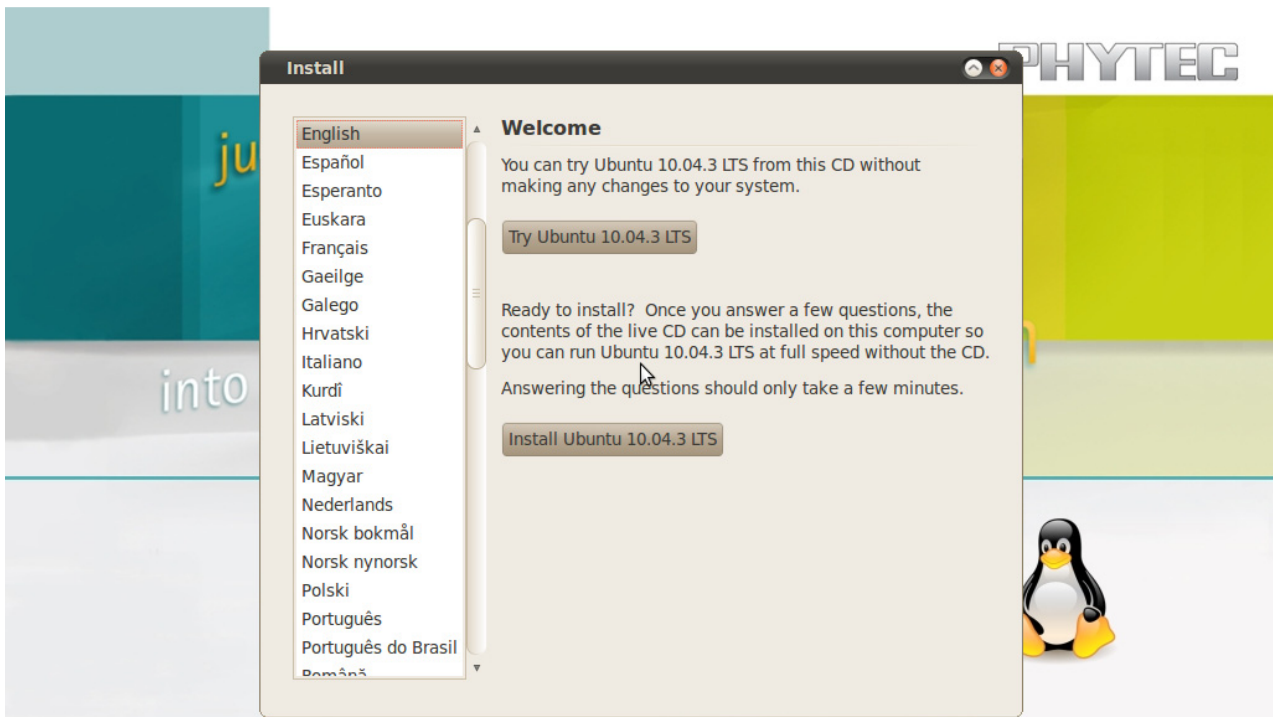 PHYTEC
Install
ju
into
English
Español
Esperanto
Euskara
Français
Gaeilge
Galego
Hrvatski
Italiano
Kurdî
Latviski
Lietuviškai
Magyar
Nederlands
Norsk bokmål
Norsk nynorsk
Polski
Português
Português do Brasil
Română
Welcome
You can try Ubuntu 10.04.3 LTS from this CD without
making any changes to your system.
Try Ubuntu 10.04.3 LTS
Ready to install? Once you answer a few questions, the
contents of the live CD can be installed on this computer so
you can run Ubuntu 10.04.3 LTS at full speed without the CD.
Answering the questions should only take a few minutes.
Install Ubuntu 10.04.3 LTS